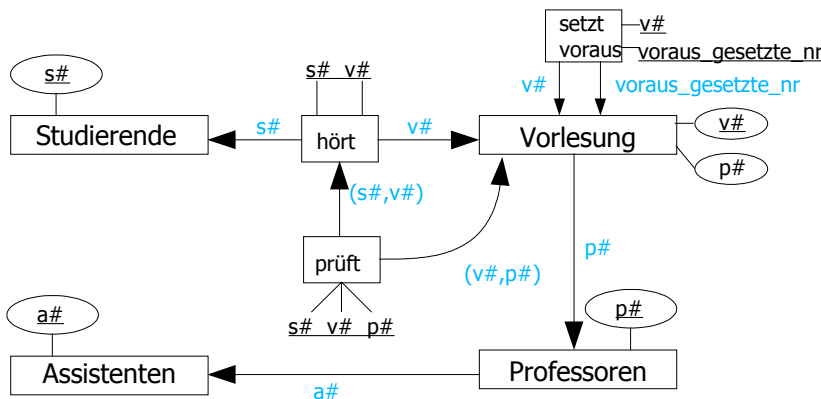 setzt v#
voraus voraus_gesetzte_nr
s#
s# v#
v# voraus_gesetzte_nr
Studierende s# hört v# Vorlesung v#
p#
(s#,v#)
prüft (v#,p#) p#
s# v# p#
a# p#
Assistenten a# Professoren